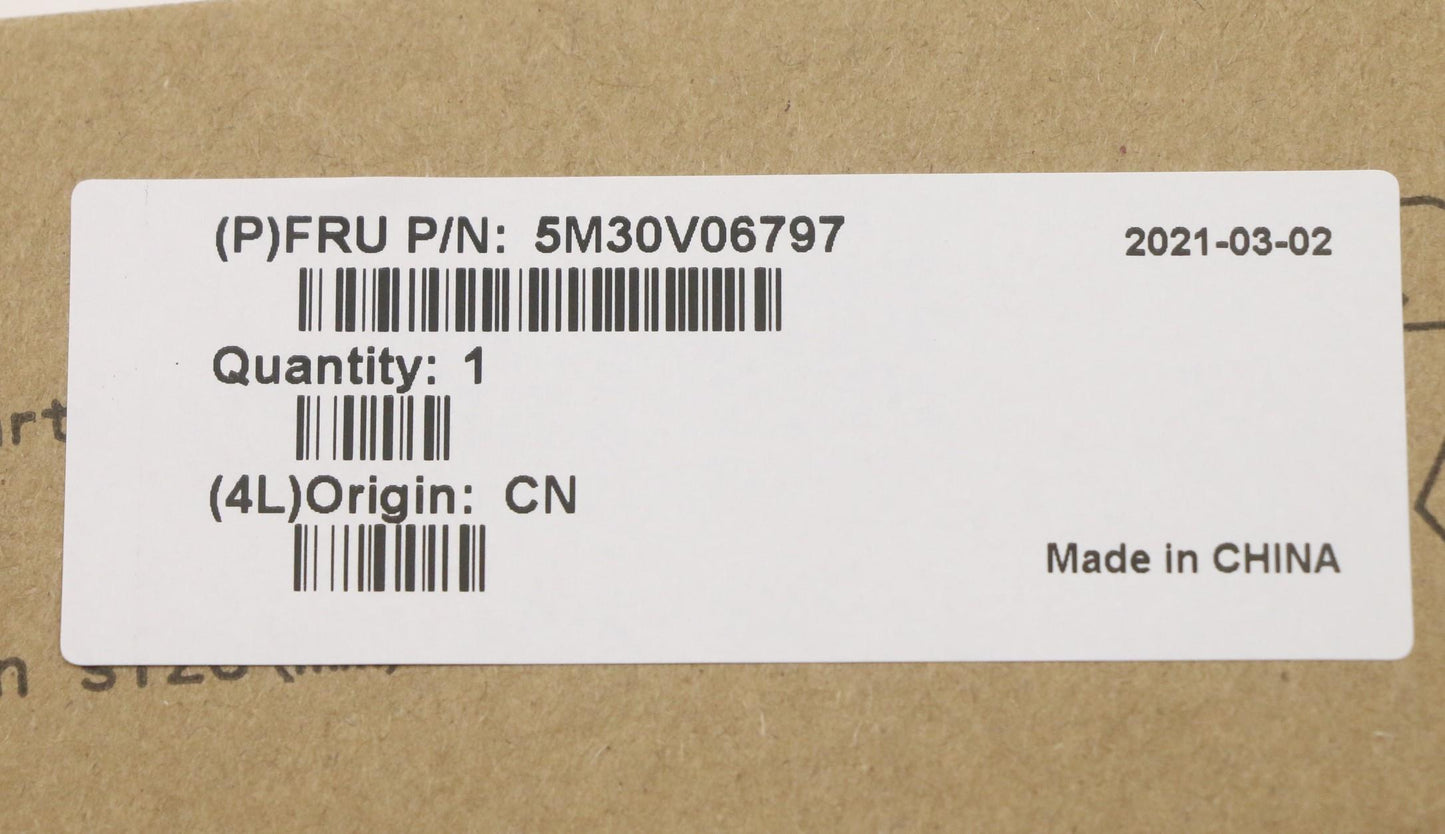 (P)FRU P/N: 5M30V06797
2021-03-02
Quantity: 1
(4L)Origin: CN
Made in CHINA